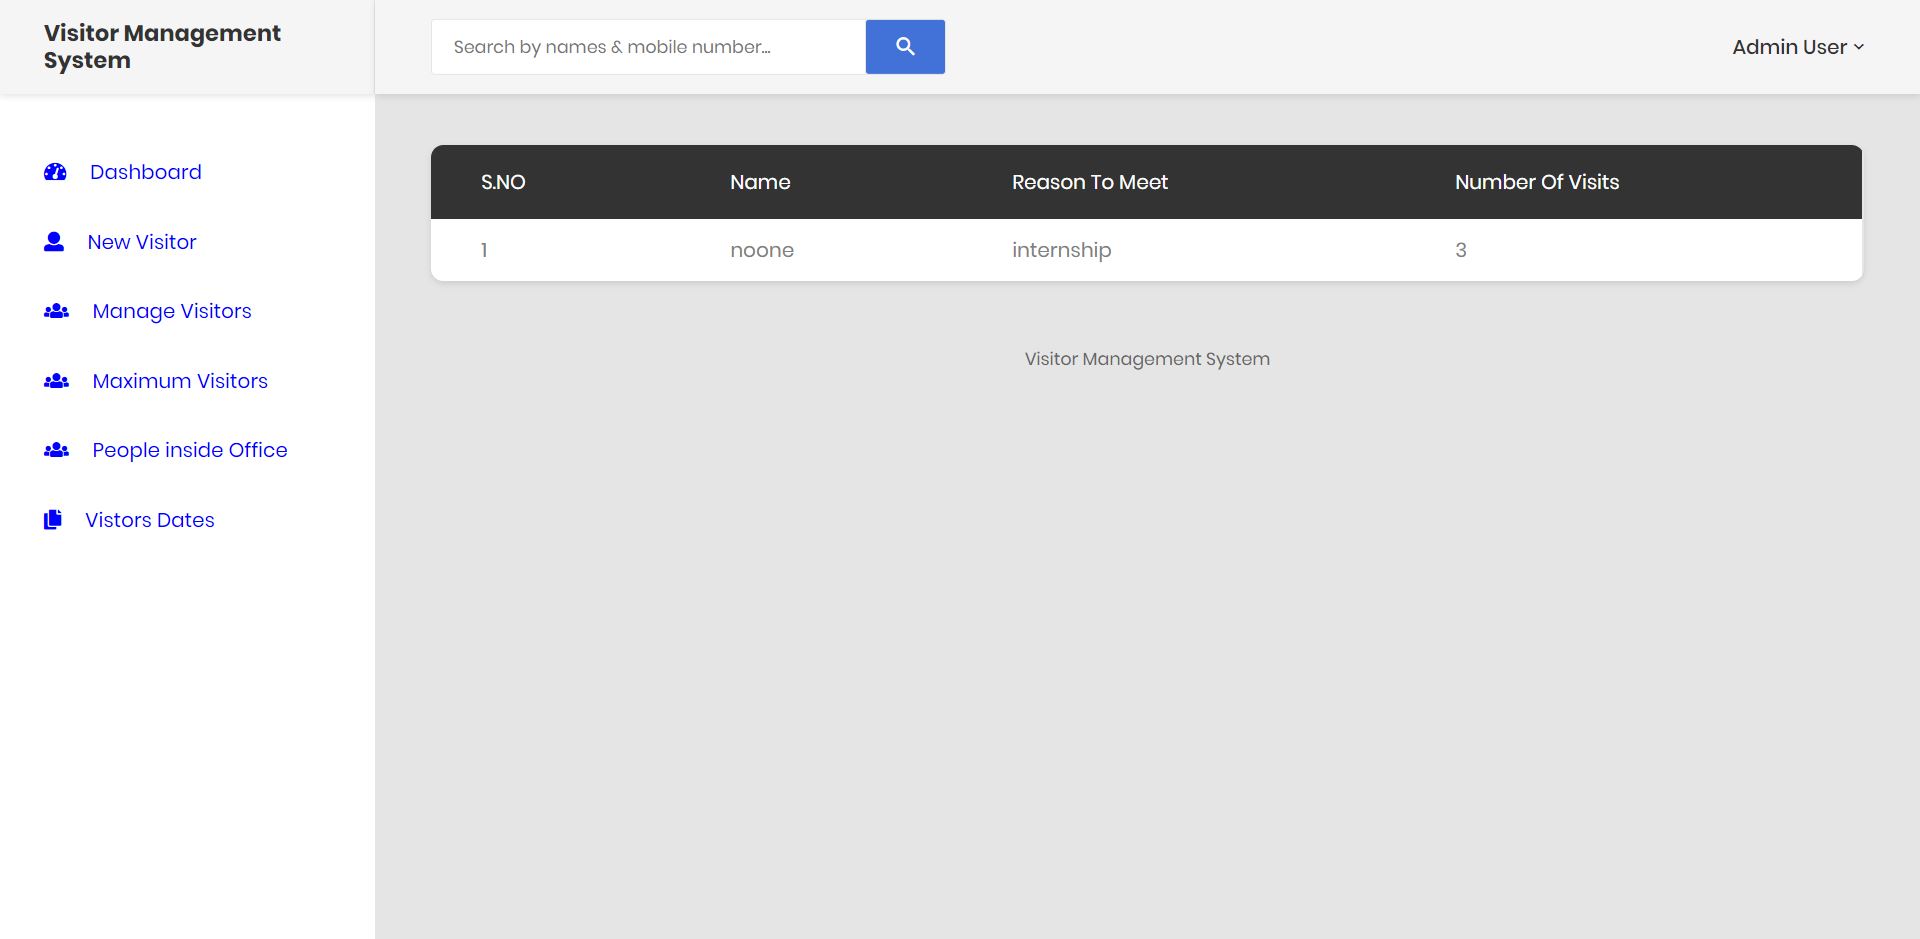 Visitor Management
System
Search by names & mobile number...
Admin User
Dashboard
New Visitor
Manage Visitors
Maximum Visitors
People inside Office
Vistors Dates
S.NO Name Reason To Meet Number Of Visits
1 noone internship 3
Visitor Management System